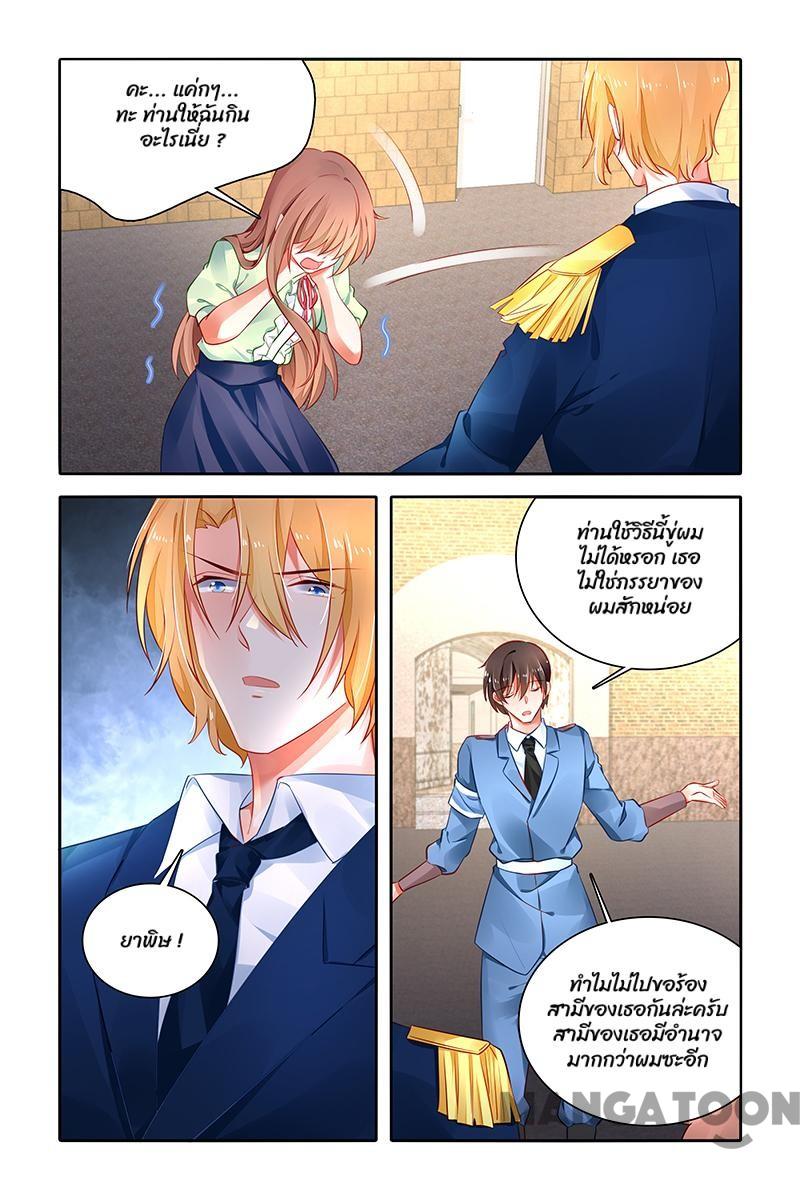 คะ... แค่กๆ...
ทะ ท่านให้ฉันกิน
อะไรเนี่ย ?
ยาพิษ !
ท่านใช้วิธีนี้ขู่ผม
ไม่ได้หรอก เธอ
ไม่ใช่ภรรยาของ
ผมสักหน่อย
ทำไมไม่ไปขอร้อง
สามีของเธอกันล่ะครับ
สามีของเธอมีอำนาจ
มากกว่าผมซะอีก
MANGATOON